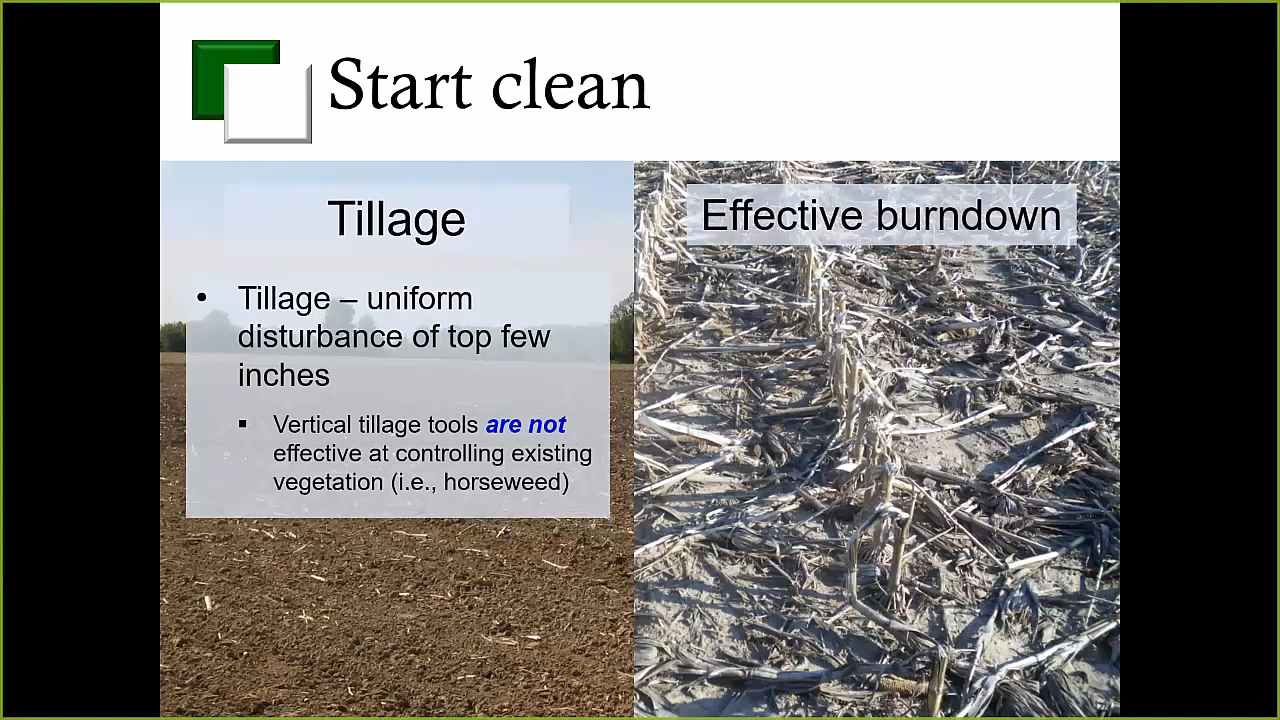 Start clean
Tillage
• Tillage – uniform
disturbance of top few
inches
▪ Vertical tillage tools are not
effective at controlling existing
vegetation (i.e., horseweed)
Effective burndown